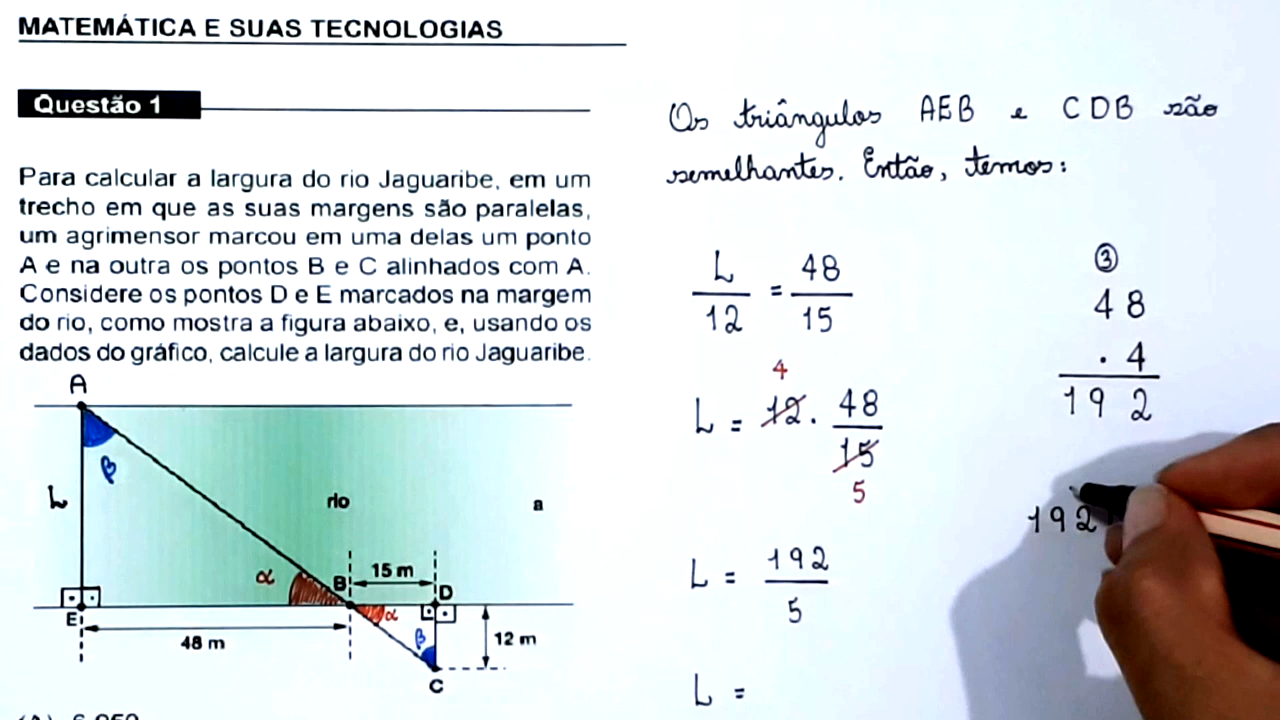 MATEMÁTICA E SUAS TECNOLOGIAS
Questão 1
Para calcular a largura do rio Jaguaribe, em um
trecho em que as suas margens são paralelas,
um agrimensor marcou em uma delas um ponto
A e na outra os pontos B e C alinhados com A.
Considere os pontos D e E marcados na margem
do rio, como mostra a figura abaixo, e, usando os
dados do gráfico, calcule a largura do rio Jaguaribe.
A
β
L
rio
a
α
B
15 m
D
E
α
48 m
β
12 m
C
Os triângulos AEB e CDB são
semelhantes. Então, temos:
L/12 = 48/15
4
L = 12 . 48/15
5
L = 192/5
L =
3
48
. 4
192
192